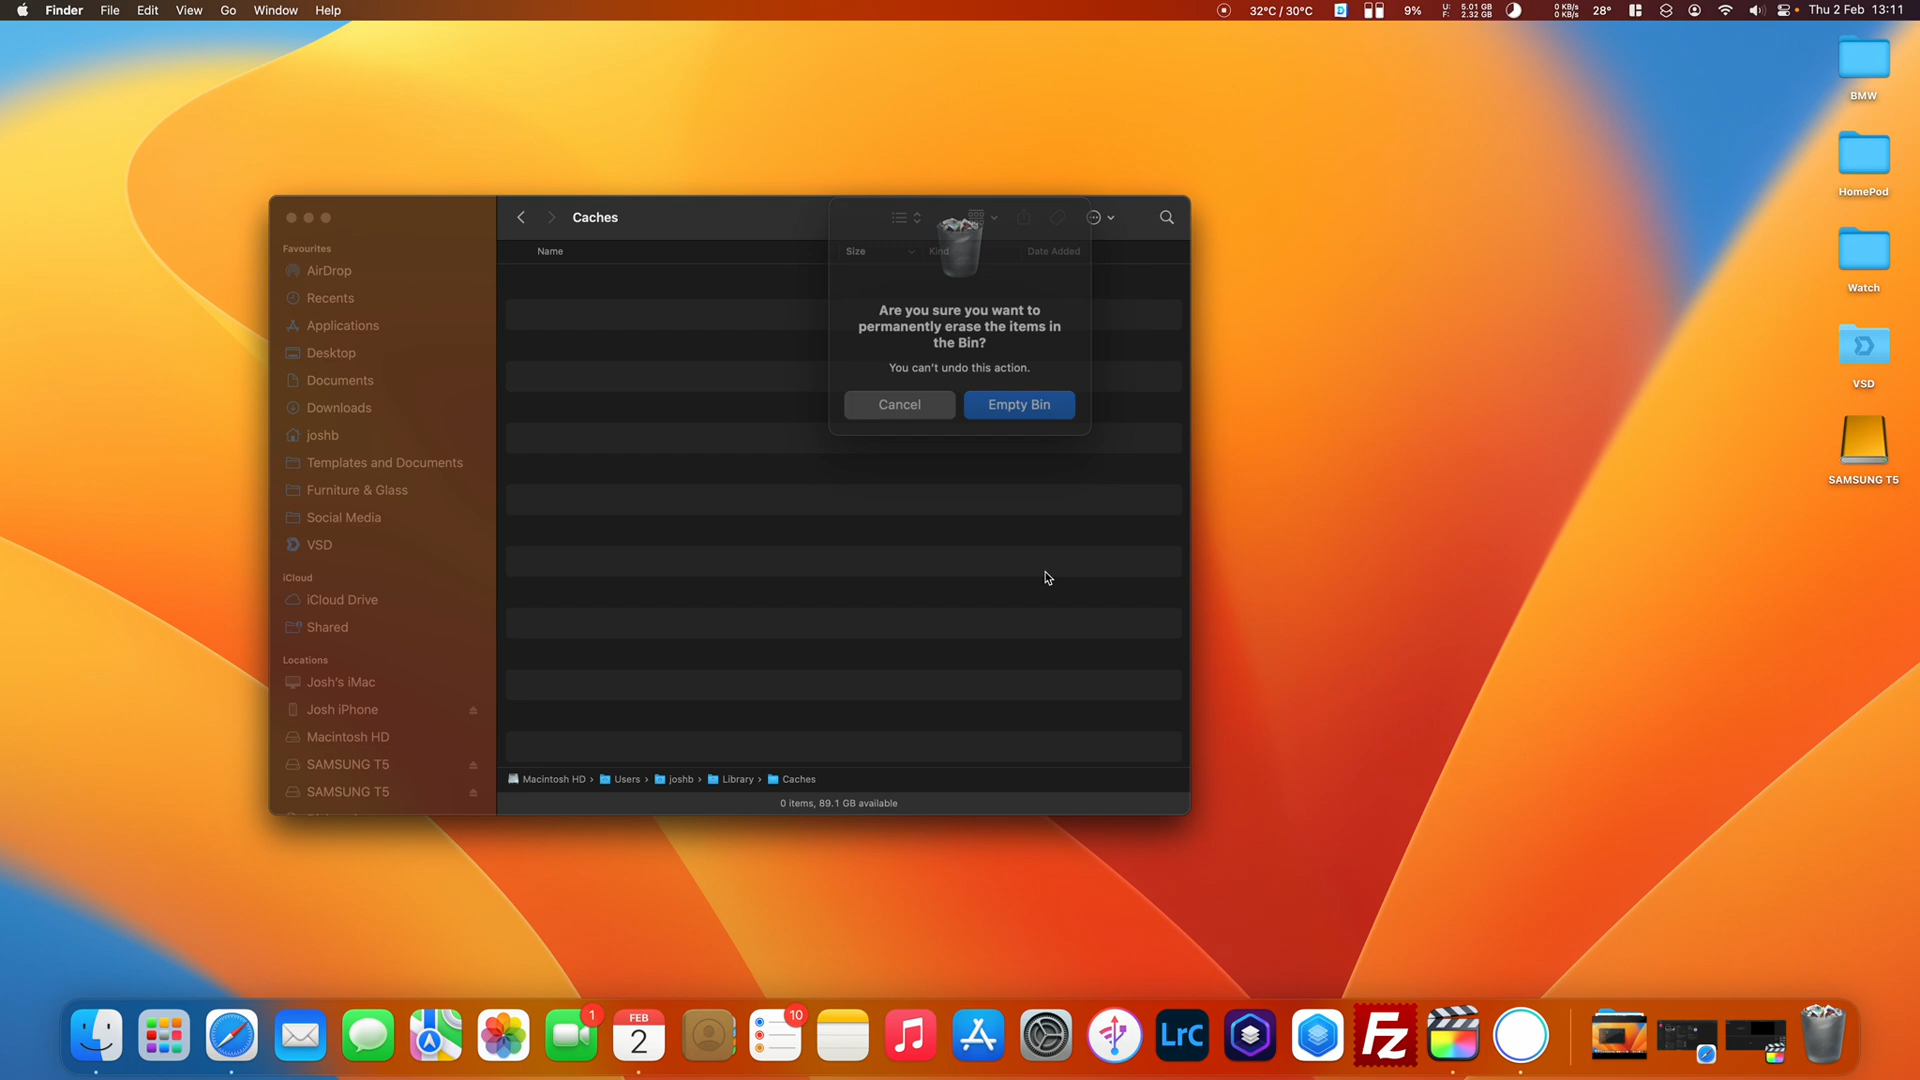 Finder File Edit View Go Window Help
32°C / 30°C 9% U: 5.01 GB F: 2.32 GB 0 KB/s 0 KB/s 28° Thu 2 Feb 13:11
BMW
HomePod
Watch
VSD
SAMSUNG T5
Favourites
AirDrop
Recents
Applications
Desktop
Documents
Downloads
joshb
Templates and Documents
Furniture & Glass
Social Media
VSD
iCloud
iCloud Drive
Shared
Locations
Josh's iMac
Josh iPhone
Macintosh HD
SAMSUNG T5
SAMSUNG T5
Caches
Name Size Kind Date Added
Are you sure you want to
permanently erase the items in
the Bin?
You can't undo this action.
Cancel Empty Bin
Macintosh HD › Users › joshb › Library › Caches
0 items, 89.1 GB available
1
FEB
2
10
LrC
Fz